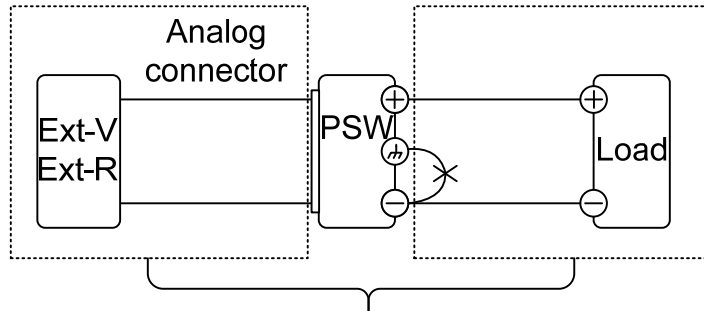 Analog
connector
Ext-V
Ext-R
PSW
Load